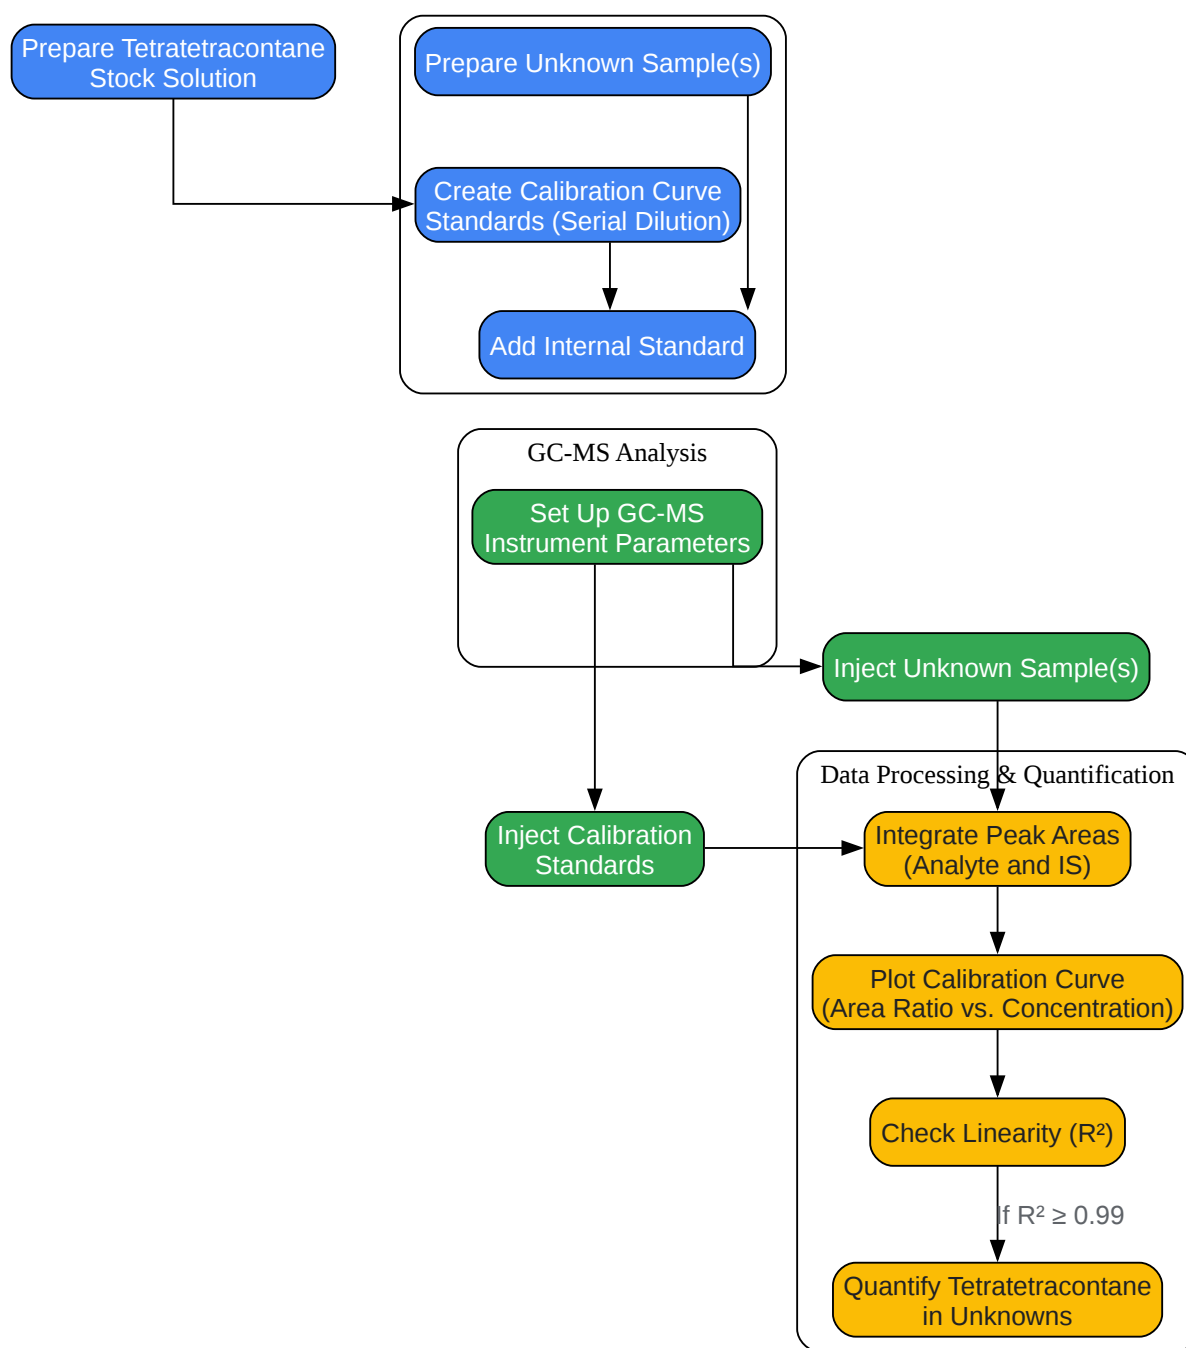 Prepare Tetratetracontane
Stock Solution
Prepare Unknown Sample(s)
Create Calibration Curve
Standards (Serial Dilution)
Add Internal Standard
GC-MS Analysis
Set Up GC-MS
Instrument Parameters
Inject Unknown Sample(s)
Data Processing & Quantification
Inject Calibration
Standards
Integrate Peak Areas
(Analyte and IS)
Plot Calibration Curve
(Area Ratio vs. Concentration)
Check Linearity (R²)
If R² ≥ 0.99
Quantify Tetratetracontane
in Unknowns